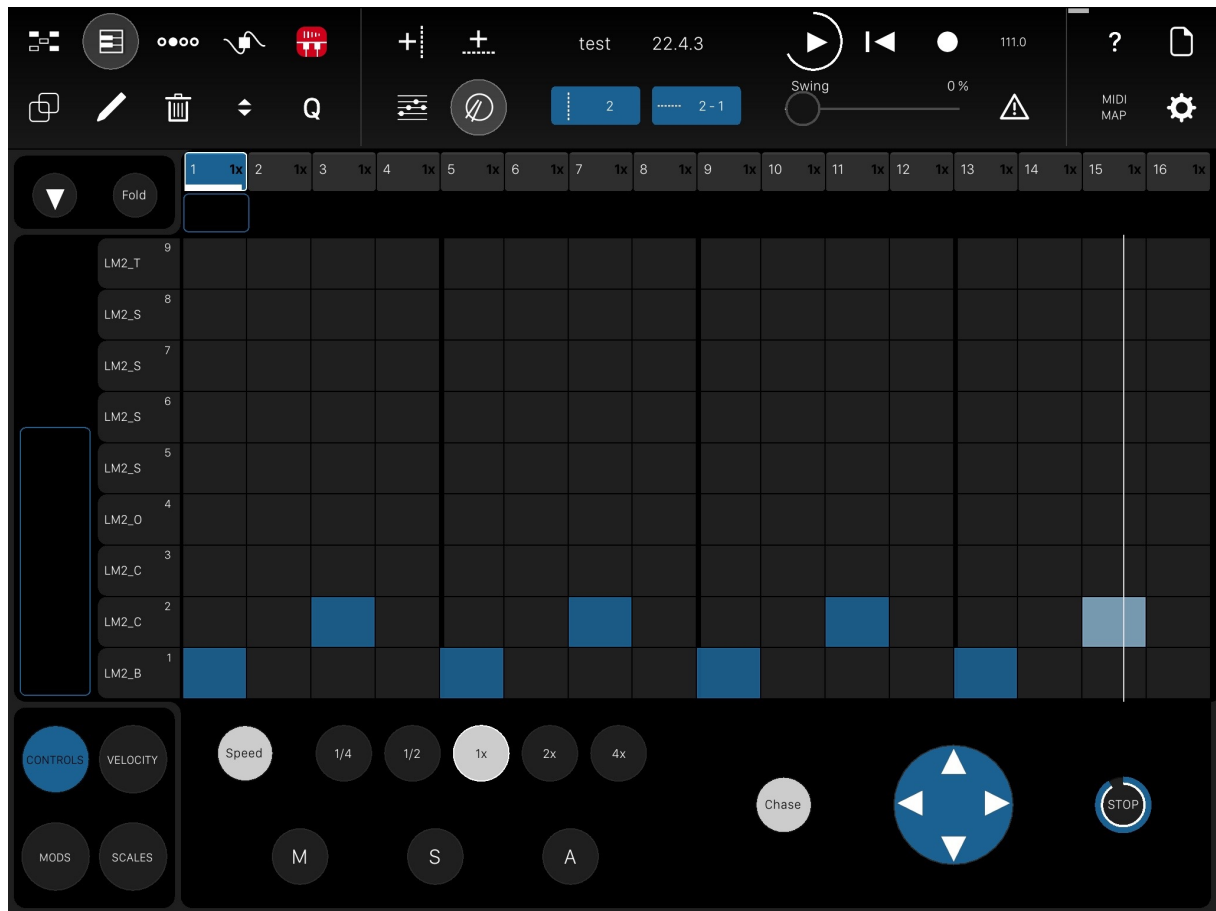 test 22.4.3 111.0 ?
Swing 0 %
Q 2 2 - 1 MIDI
MAP
1 1x 2 1x 3 1x 4 1x 5 1x 6 1x 7 1x 8 1x 9 1x 10 1x 11 1x 12 1x 13 1x 14 1x 15 1x 16 1x
Fold
LM2_T 9
LM2_S 8
LM2_S 7
LM2_S 6
LM2_S 5
LM2_O 4
LM2_C 3
LM2_C 2
LM2_B 1
CONTROLS VELOCITY Speed 1/4 1/2 1x 2x 4x
Chase STOP
MODS SCALES M S A